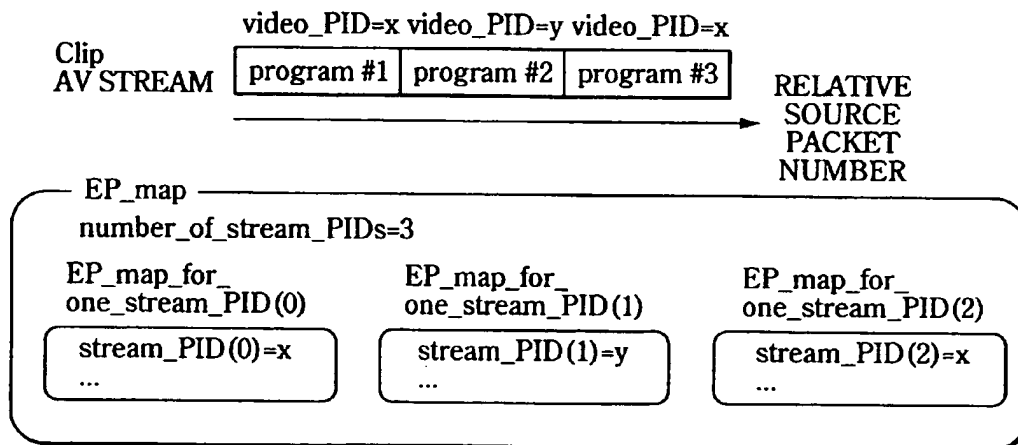 video_PID=x video_PID=y video_PID=x
Clip
AV STREAM
program #1 program #2 program #3
RELATIVE
SOURCE
PACKET
NUMBER
EP_map
number_of_stream_PIDs=3
EP_map_for_
one_stream_PID(0)
stream_PID(0)=x
...
EP_map_for_
one_stream_PID(1)
stream_PID(1)=y
...
EP_map_for_
one_stream_PID(2)
stream_PID(2)=x
...